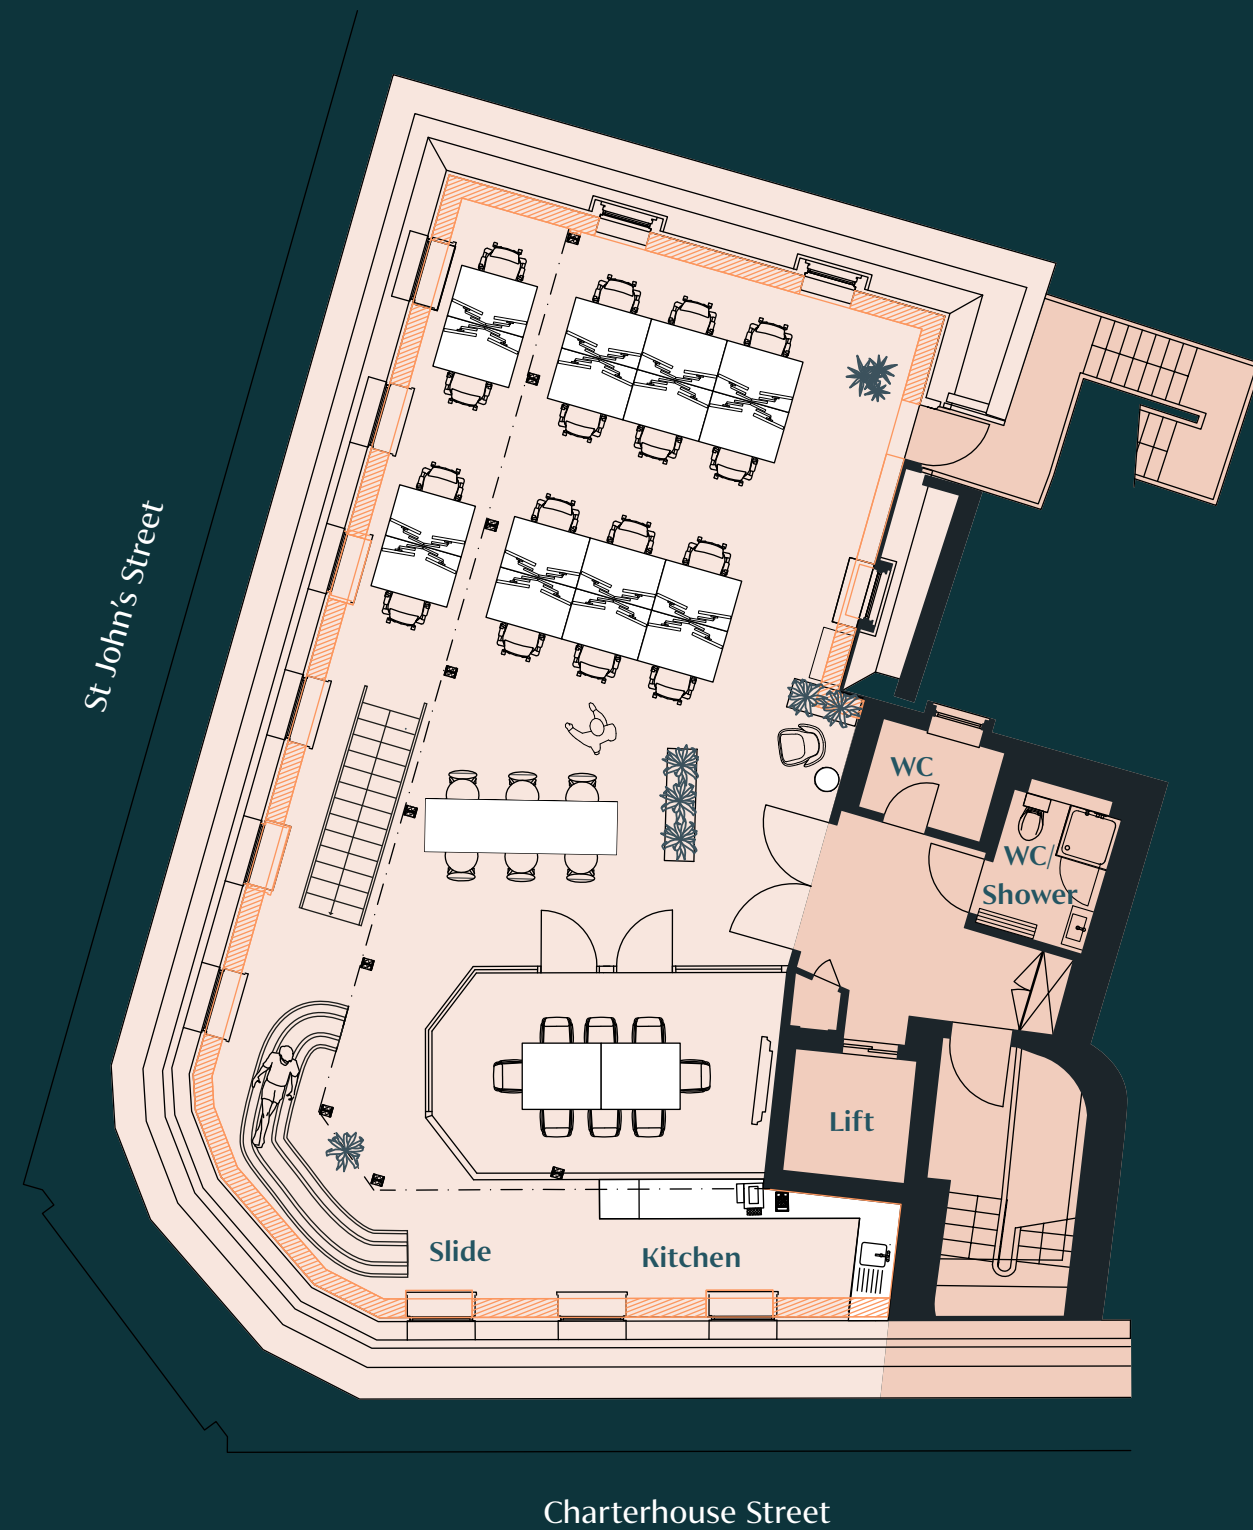 St John’s Street
WC
WC/
Shower
Lift
Slide
Kitchen
Charterhouse Street